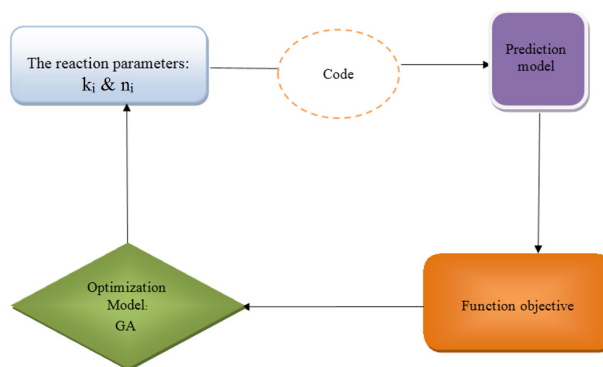 The reaction parameters:
kᵢ & nᵢ
Code
Prediction
model
Function objective
Optimization
Model:
GA